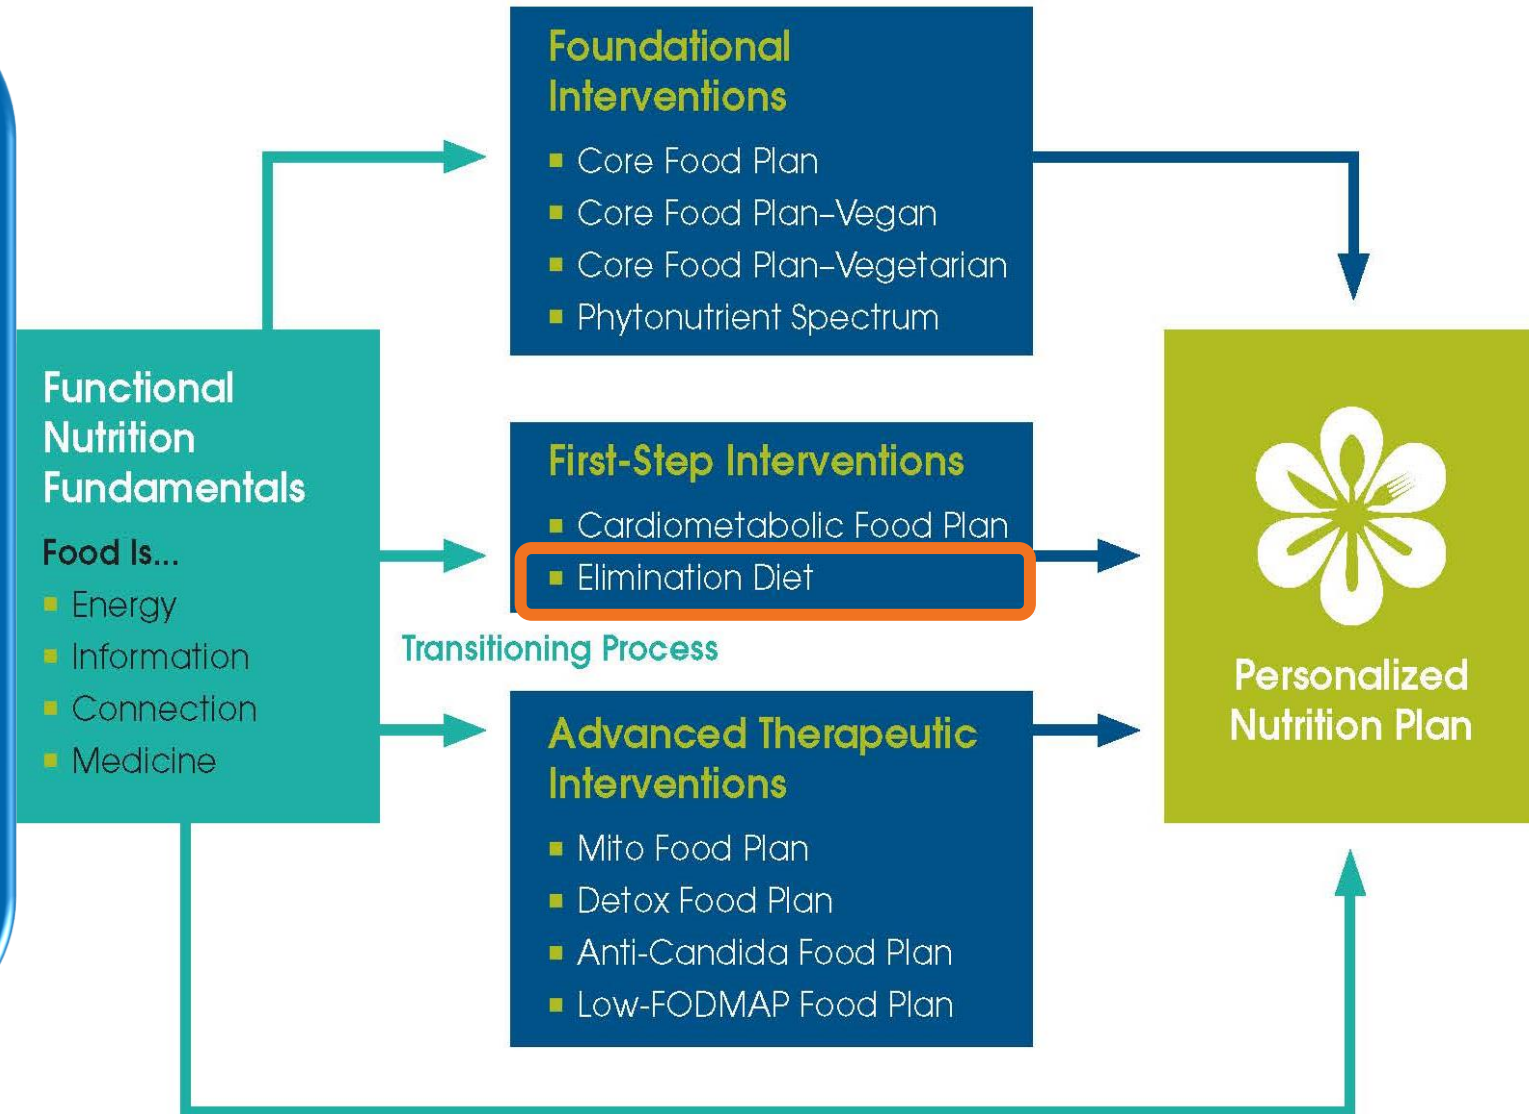 Functional
Nutrition
Fundamentals
Food Is...
▪ Energy
▪ Information
▪ Connection
▪ Medicine
Foundational
Interventions
▪ Core Food Plan
▪ Core Food Plan–Vegan
▪ Core Food Plan–Vegetarian
▪ Phytonutrient Spectrum
First-Step Interventions
▪ Cardiometabolic Food Plan
▪ Elimination Diet
Transitioning Process
Advanced Therapeutic
Interventions
▪ Mito Food Plan
▪ Detox Food Plan
▪ Anti-Candida Food Plan
▪ Low-FODMAP Food Plan
Personalized
Nutrition Plan